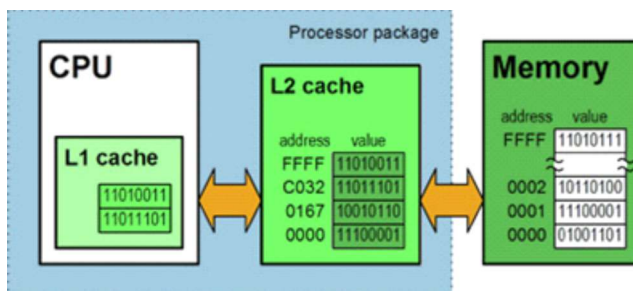 Processor package
CPU
L1 cache
11010011
11011101
L2 cache
address value
FFFF 11010011
C032 11011101
0167 10010110
0000 11100001
Memory
address value
FFFF 11010111
0002 10110100
0001 11100001
0000 01001101